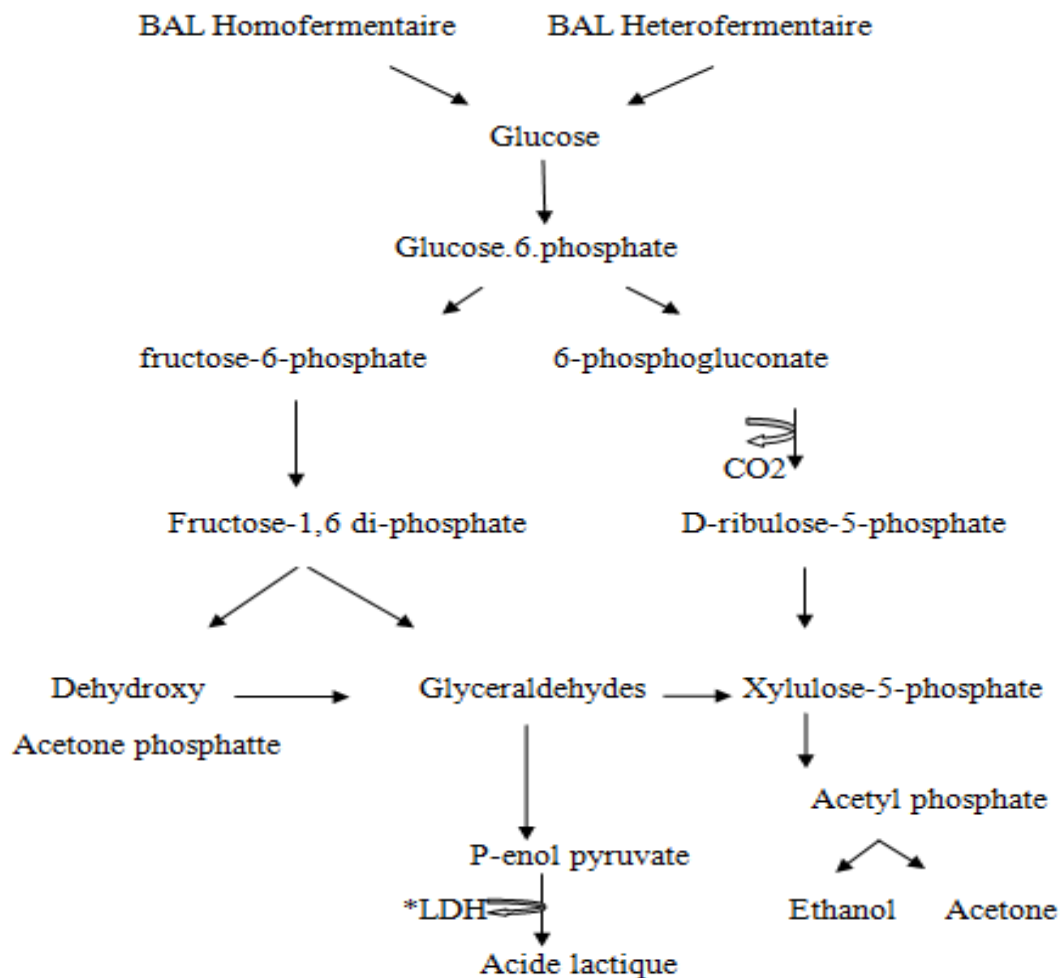 BAL Homofermentaire
BAL Heterofermentaire
Glucose
Glucose.6.phosphate
fructose-6-phosphate
6-phosphogluconate
CO2
Fructose-1,6 di-phosphate
D-ribulose-5-phosphate
Dehydroxy
Acetone phosphatte
Glyceraldehydes
Xylulose-5-phosphate
Acetyl phosphate
P-enol pyruvate
*LDH
Ethanol
Acetone
Acide lactique